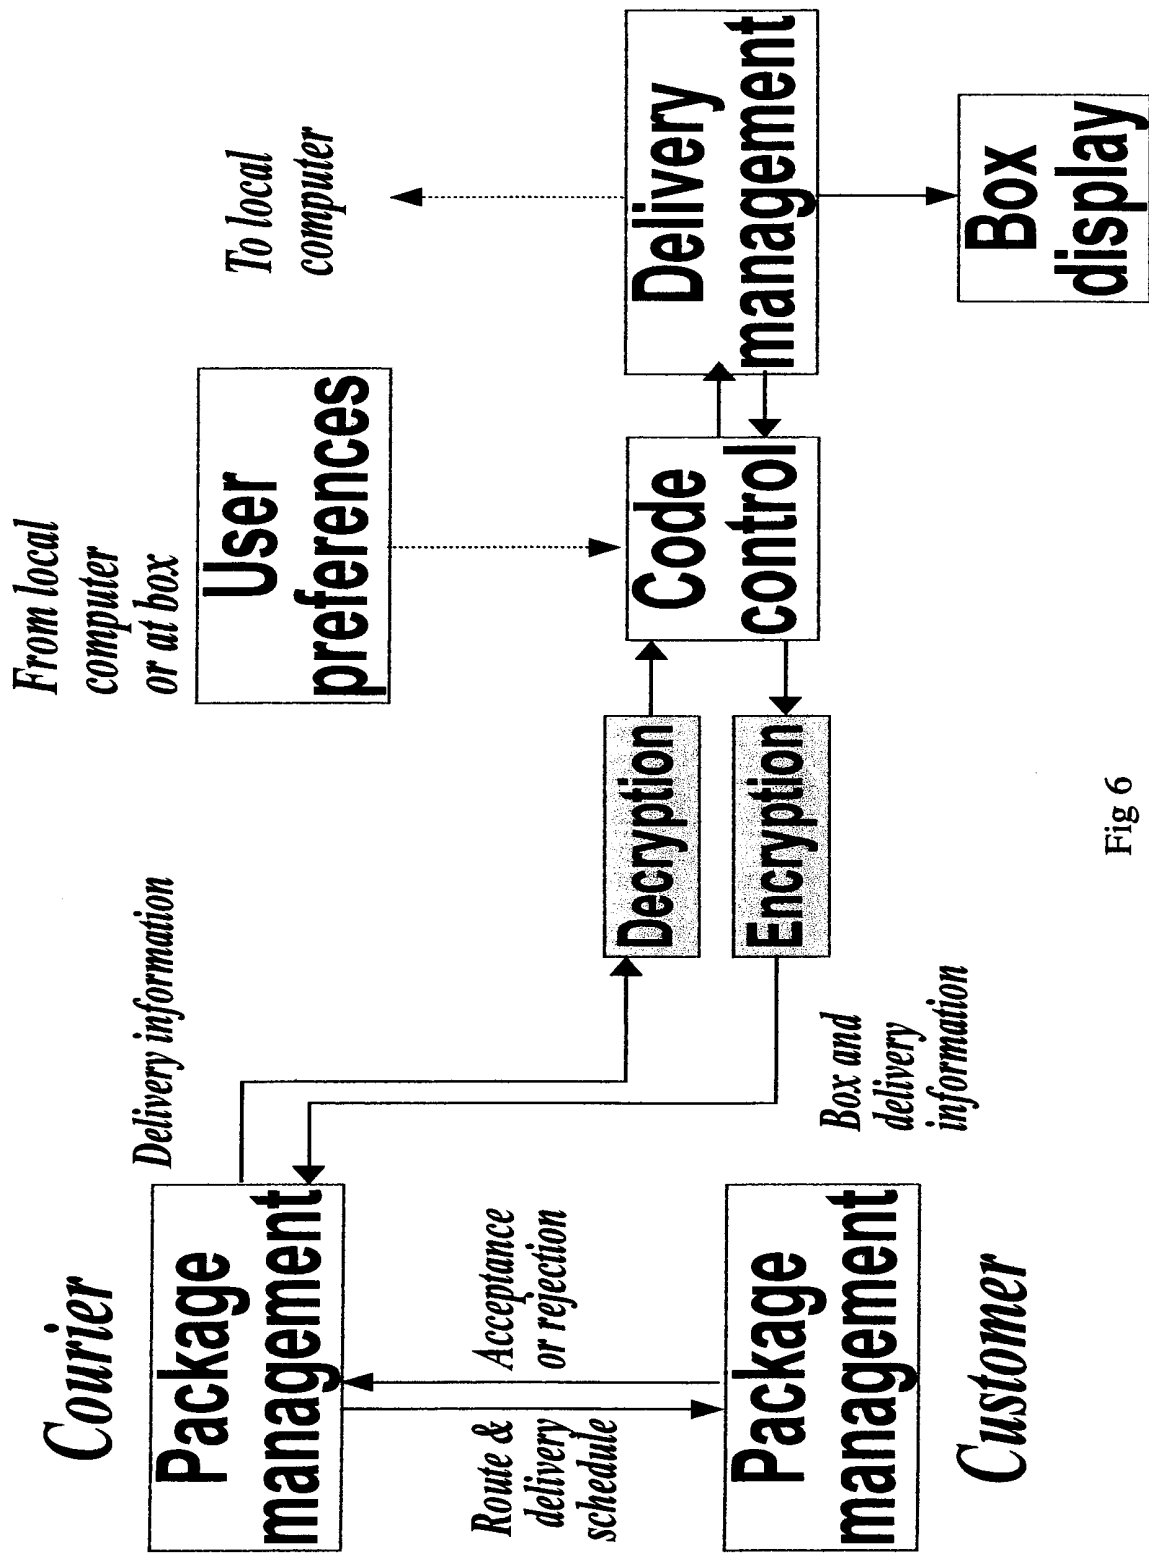 Courier
Package
management
Delivery information
Route &
delivery
schedule
Acceptance
or rejection
Package
management
Customer
Box and
delivery
information
Decryption
Encryption
From local
computer
or at box
User
preferences
Code
control
To local
computer
Delivery
management
Box
display
Fig 6